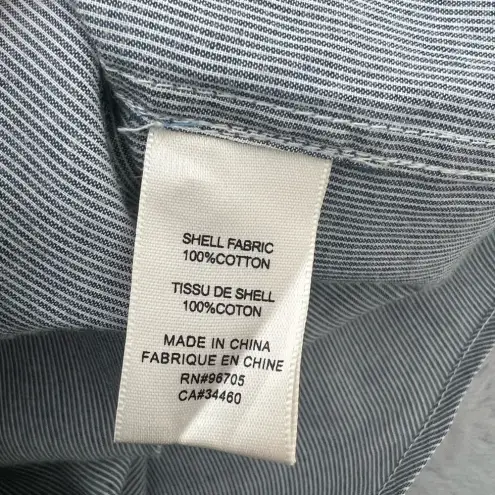 SHELL FABRIC
100%COTTON
TISSU DE SHELL
100%COTON
MADE IN CHINA
FABRIQUE EN CHINE
RN#96705
CA#34460